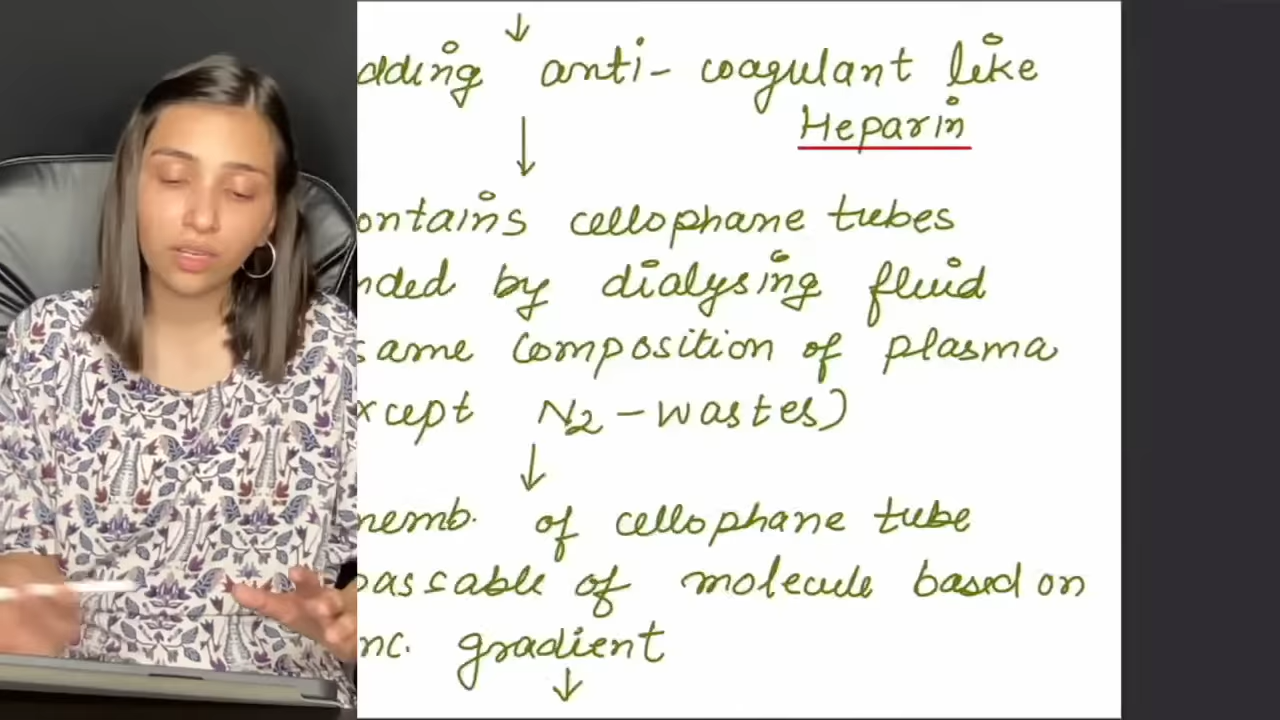 dding anti-coagulant like
Heparin
ontains cellophane tubes
nded by dialysing fluid
same composition of plasma
xcept N2-wastes)
memb. of cellophane tube
passable of molecule based on
nc. gradient